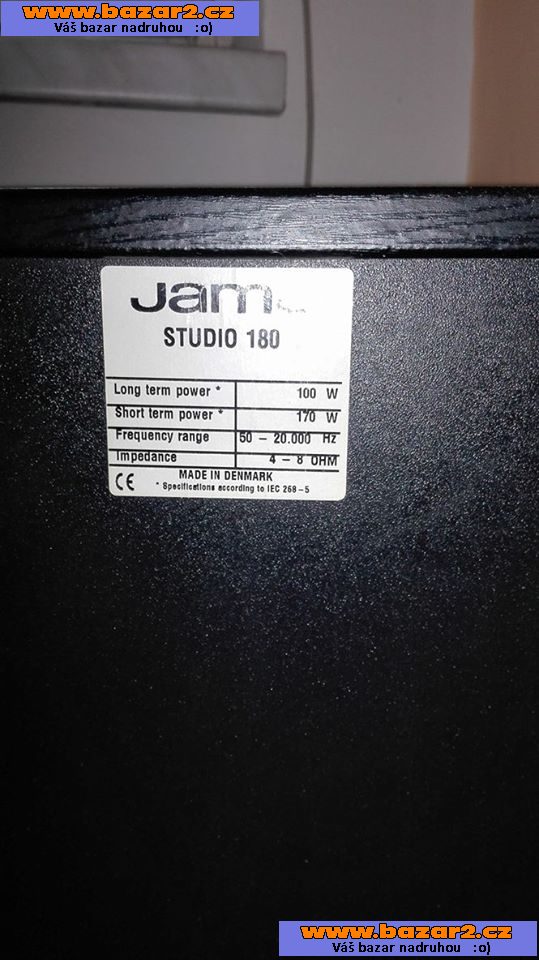 www.bazar2.cz
Váš bazar nadruhou :o)
STUDIO 180
Long term power * 100 W
Short term power * 170 W
Frequency range 50 – 20.000 Hz
Impedance 4 – 8 OHM
MADE IN DENMARK
CE * Specifications according to IEC 268–5
www.bazar2.cz
Váš bazar nadruhou :o)